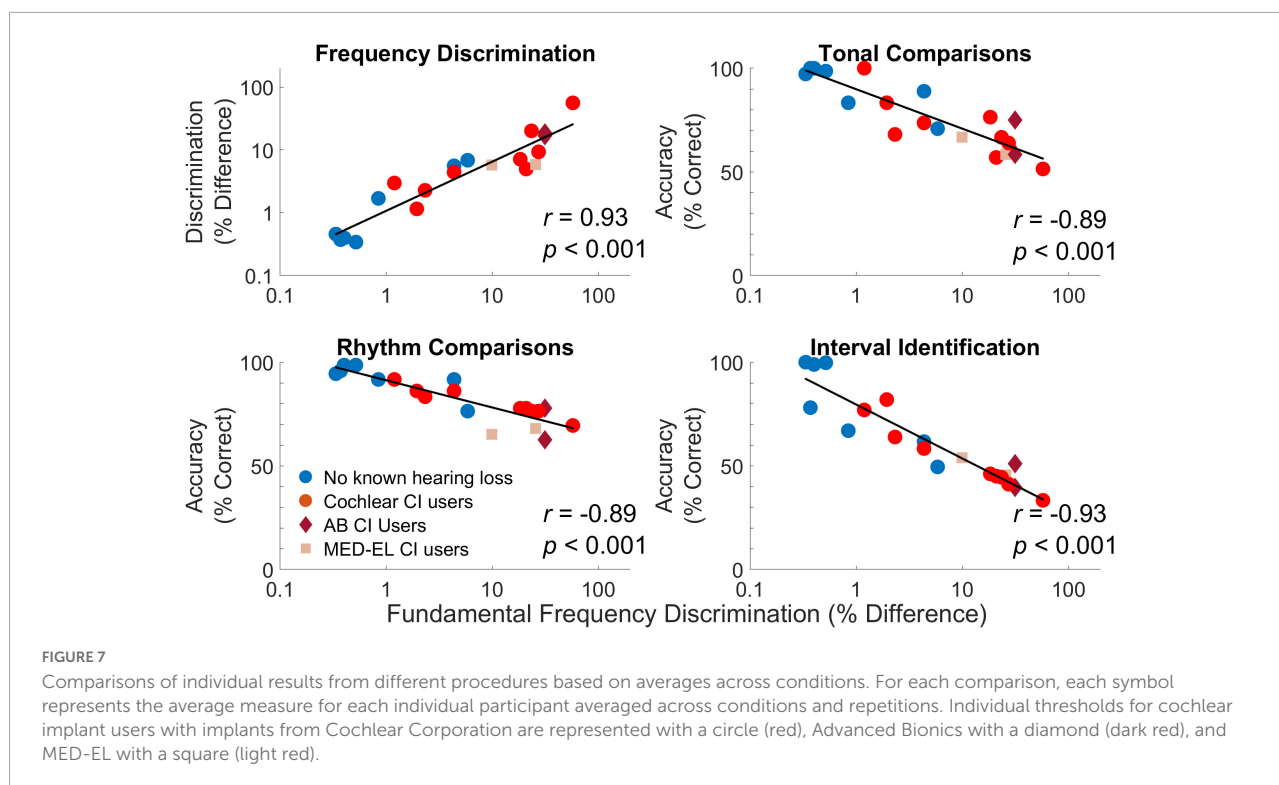 Frequency Discrimination
Discrimination
(% Difference)
100
10
1
0.1
0.1
1
10
100
r = 0.93
p < 0.001
Tonal Comparisons
Accuracy
(% Correct)
100
50
0
0.1
1
10
100
r = -0.89
p < 0.001
Rhythm Comparisons
Accuracy
(% Correct)
100
50
0
0.1
1
10
100
No known hearing loss
Cochlear CI users
AB CI Users
MED-EL CI users
r = -0.89
p < 0.001
Interval Identification
Accuracy
(% Correct)
100
50
0
0.1
1
10
100
r = -0.93
p < 0.001
Fundamental Frequency Discrimination (% Difference)
FIGURE 7
Comparisons of individual results from different procedures based on averages across conditions. For each comparison, each symbol
represents the average measure for each individual participant averaged across conditions and repetitions. Individual thresholds for cochlear
implant users with implants from Cochlear Corporation are represented with a circle (red), Advanced Bionics with a diamond (dark red), and
MED-EL with a square (light red).